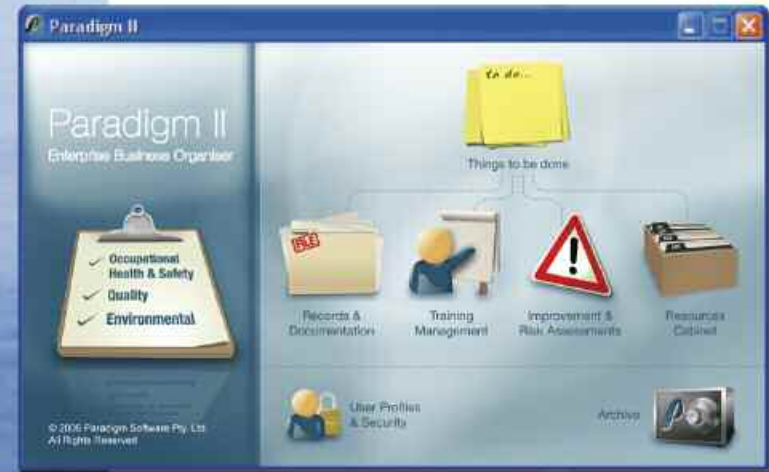 Paradigm II
Paradigm II
Enterprise Business Organiser
Occupational
Health & Safety
Quality
Environmental
© 2005 Paradigm Software Pty. Ltd.
All Rights Reserved
to do...
Things to be done
FILE
Records &
Documentation
Training
Management
Improvement &
Risk Assessments
Resources
Cabinet
User Profiles
& Security
Archive